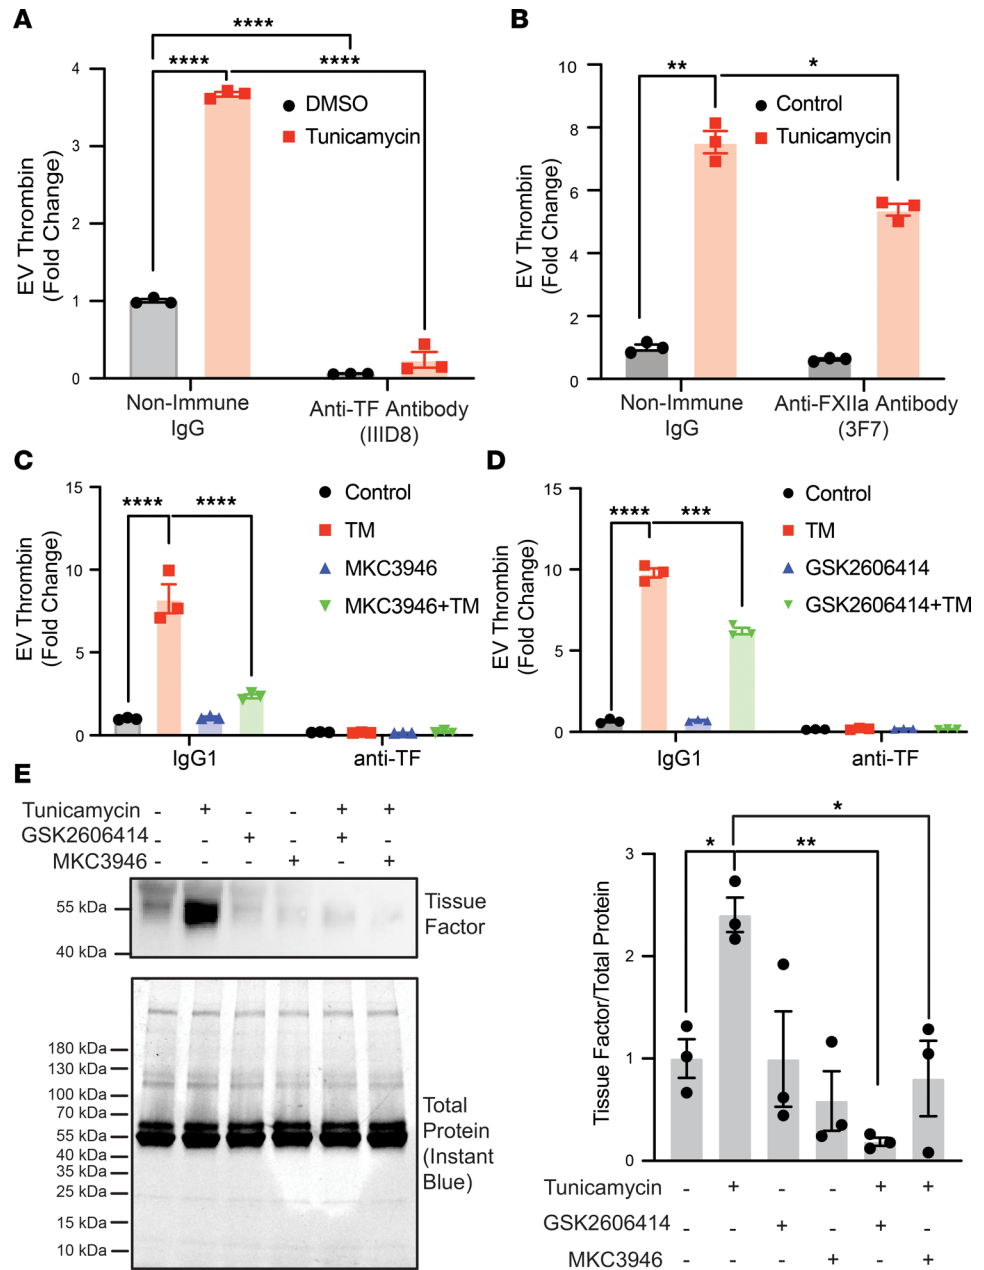 A
****
****
****
4
3
2
1
0
EV Thrombin
(Fold Change)
DMSO
Tunicamycin
Non-Immune
IgG
Anti-TF Antibody
(IIID8)
B
**
*
10
8
6
4
2
0
EV Thrombin
(Fold Change)
Control
Tunicamycin
Non-Immune
IgG
Anti-FXIIa Antibody
(3F7)
C
****
****
15
10
5
0
EV Thrombin
(Fold Change)
Control
TM
MKC3946
MKC3946+TM
IgG1
anti-TF
D
****
***
15
10
5
0
EV Thrombin
(Fold Change)
Control
TM
GSK2606414
GSK2606414+TM
IgG1
anti-TF
E
Tunicamycin - + - - + +
GSK2606414 - - + - + -
MKC3946 - - - + - +
55 kDa
40 kDa
Tissue
Factor
180 kDa
130 kDa
100 kDa
70 kDa
55 kDa
40 kDa
35 kDa
25 kDa
15 kDa
10 kDa
Total
Protein
(Instant
Blue)
*
*
**
3
2
1
0
Tissue Factor/Total Protein
Tunicamycin - + - - + +
GSK2606414 - - + - + -
MKC3946 - - - + - +